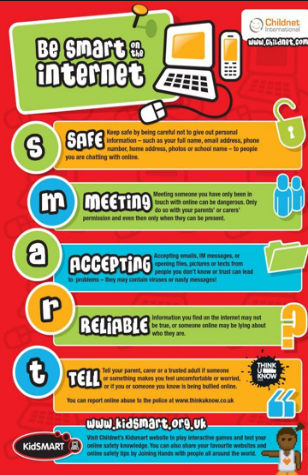 Be smart on the
internet
Childnet
International
www.childnet.com
s
SAFE Keep safe by being careful not to give out personal
information – such as your full name, email address, phone
number, home address, photos or school name – to people
you are chatting with online.
m
MEETING Meeting someone you have only been in
touch with online can be dangerous. Only
do so with your parents' or carers'
permission and even then only when they can be present.
a
ACCEPTING Accepting emails, IM messages, or
opening files, pictures or texts from
people you don't know or trust can lead
to problems – they may contain viruses or nasty messages!
r
RELIABLE Information you find on the internet may not
be true, or someone online may be lying about
who they are.
t
TELL Tell your parent, carer or a trusted adult if someone
or something makes you feel uncomfortable or worried,
or if you or someone you know is being bullied online.
You can report online abuse to the police at www.thinkuknow.co.uk
THINK
U
KNOW
www.kidsmart.org.uk
KidSMART
Visit Childnet's Kidsmart website to play interactive games and test your
online safety knowledge. You can also share your favourite websites and
online safety tips by Joining Hands with people all around the world.